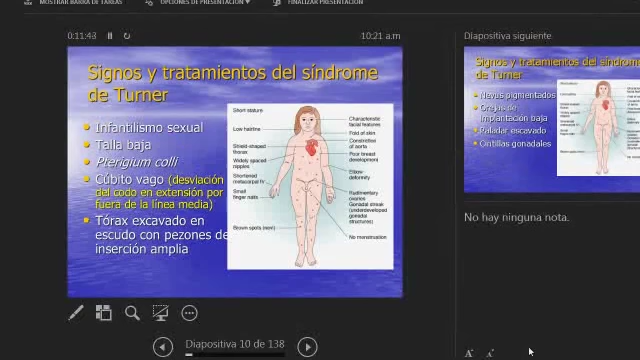 MOSTRAR BARRA DE TAREAS
OPCIONES DE PRESENTACIÓN ▼
FINALIZAR PRESENTACIÓN
0:11:43
10:21 a.m
Signos y tratamientos del síndrome
de Turner
Infantilismo sexual
Talla baja
Pterigium colli
Cúbito vago (desviación
del codo en extensión por
fuera de la línea media)
Tórax excavado en
escudo con pezones de
inserción amplia
Short stature
Low hairline
Shield-shaped
thorax
Widely spaced
nipples
Shortened
metacarpal IV
Small
finger nails
Brown spots (nevi)
Characteristic
facial features
Fold of skin
Constriction
of aorta
Poor breast
development
Elbow
deformity
Rudimentary
ovaries
Gonadal streak
(underdeveloped
gonadal
structures)
No menstruation
Diapositiva 10 de 138
Diapositiva siguiente
Signos y tratamientos del síndrome
de Turner
Nevus pigmentados
Orejas de
implantación baja
Paladar excavado
Cintillas gonadales
No hay ninguna nota.